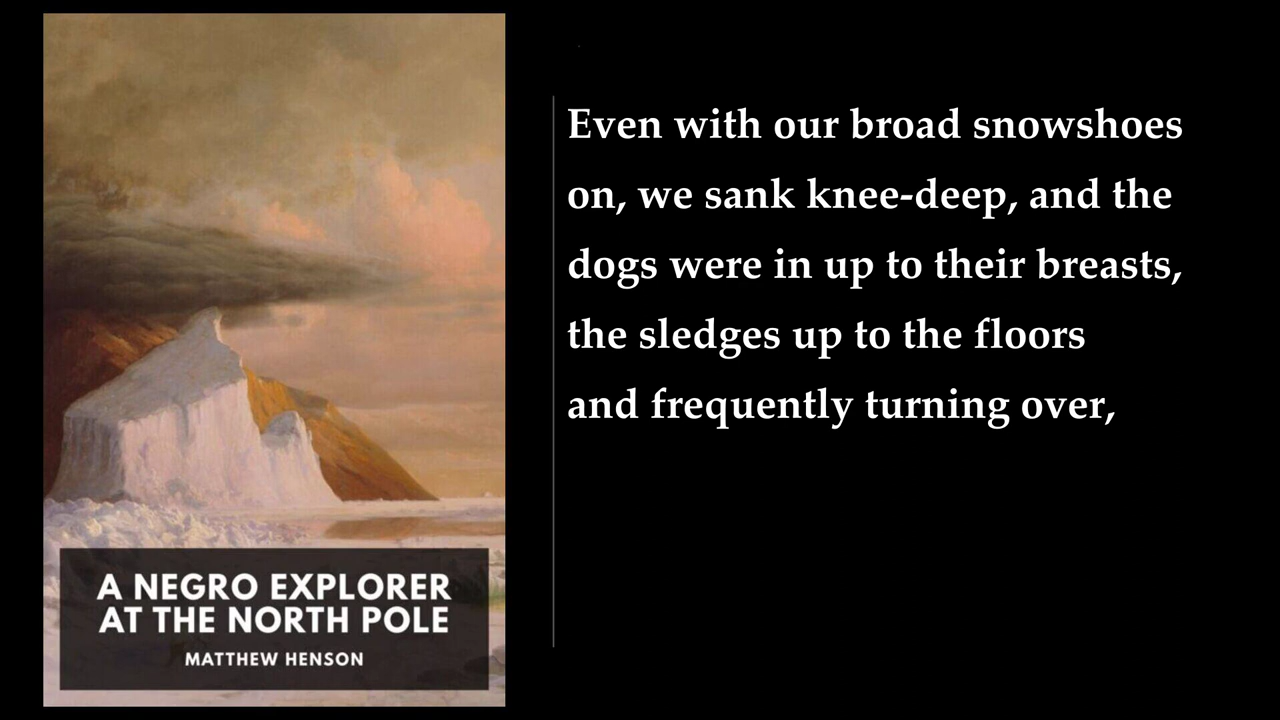 A NEGRO EXPLORER
AT THE NORTH POLE
MATTHEW HENSON
Even with our broad snowshoes
on, we sank knee-deep, and the
dogs were in up to their breasts,
the sledges up to the floors
and frequently turning over,